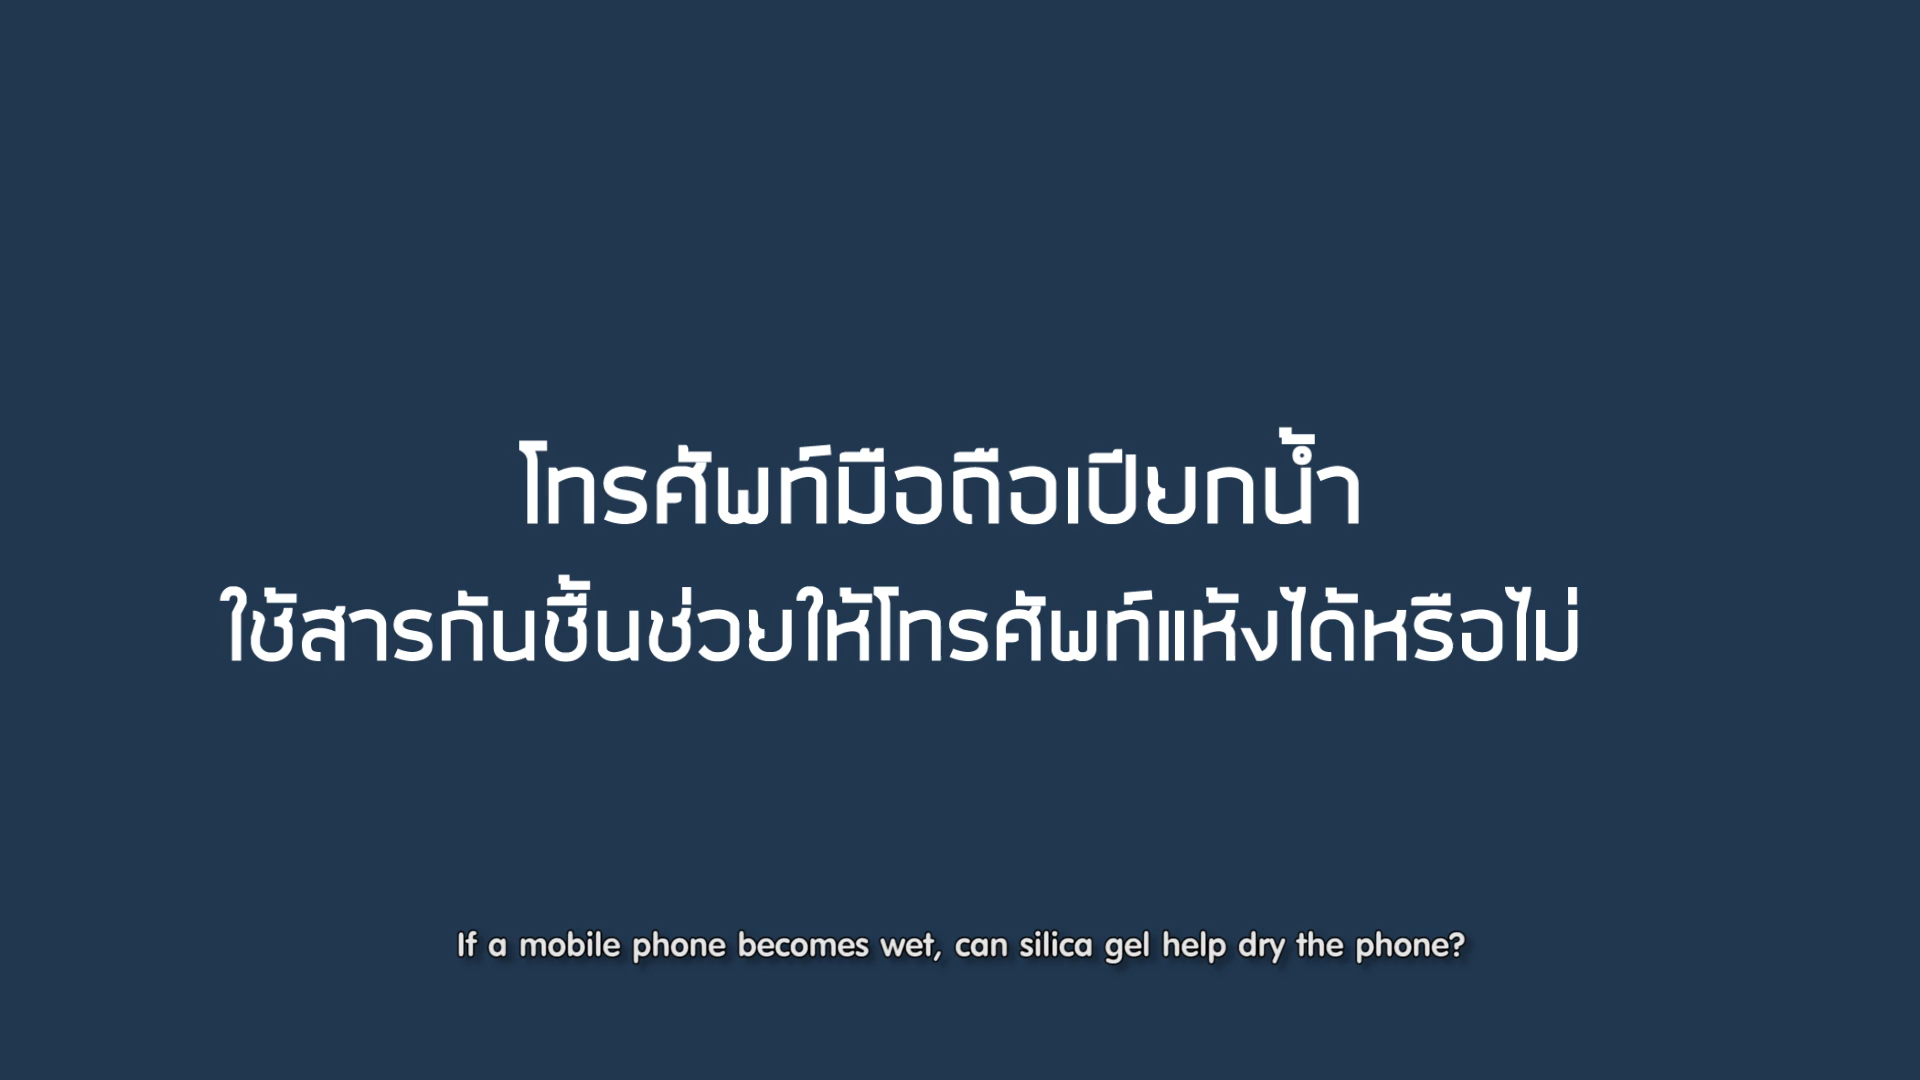 โทรศัพท์มือถือเปียกน้ำ
ใช้สารกันชื้นช่วยให้โทรศัพท์แห้งได้หรือไม่
If a mobile phone becomes wet, can silica gel help dry the phone?